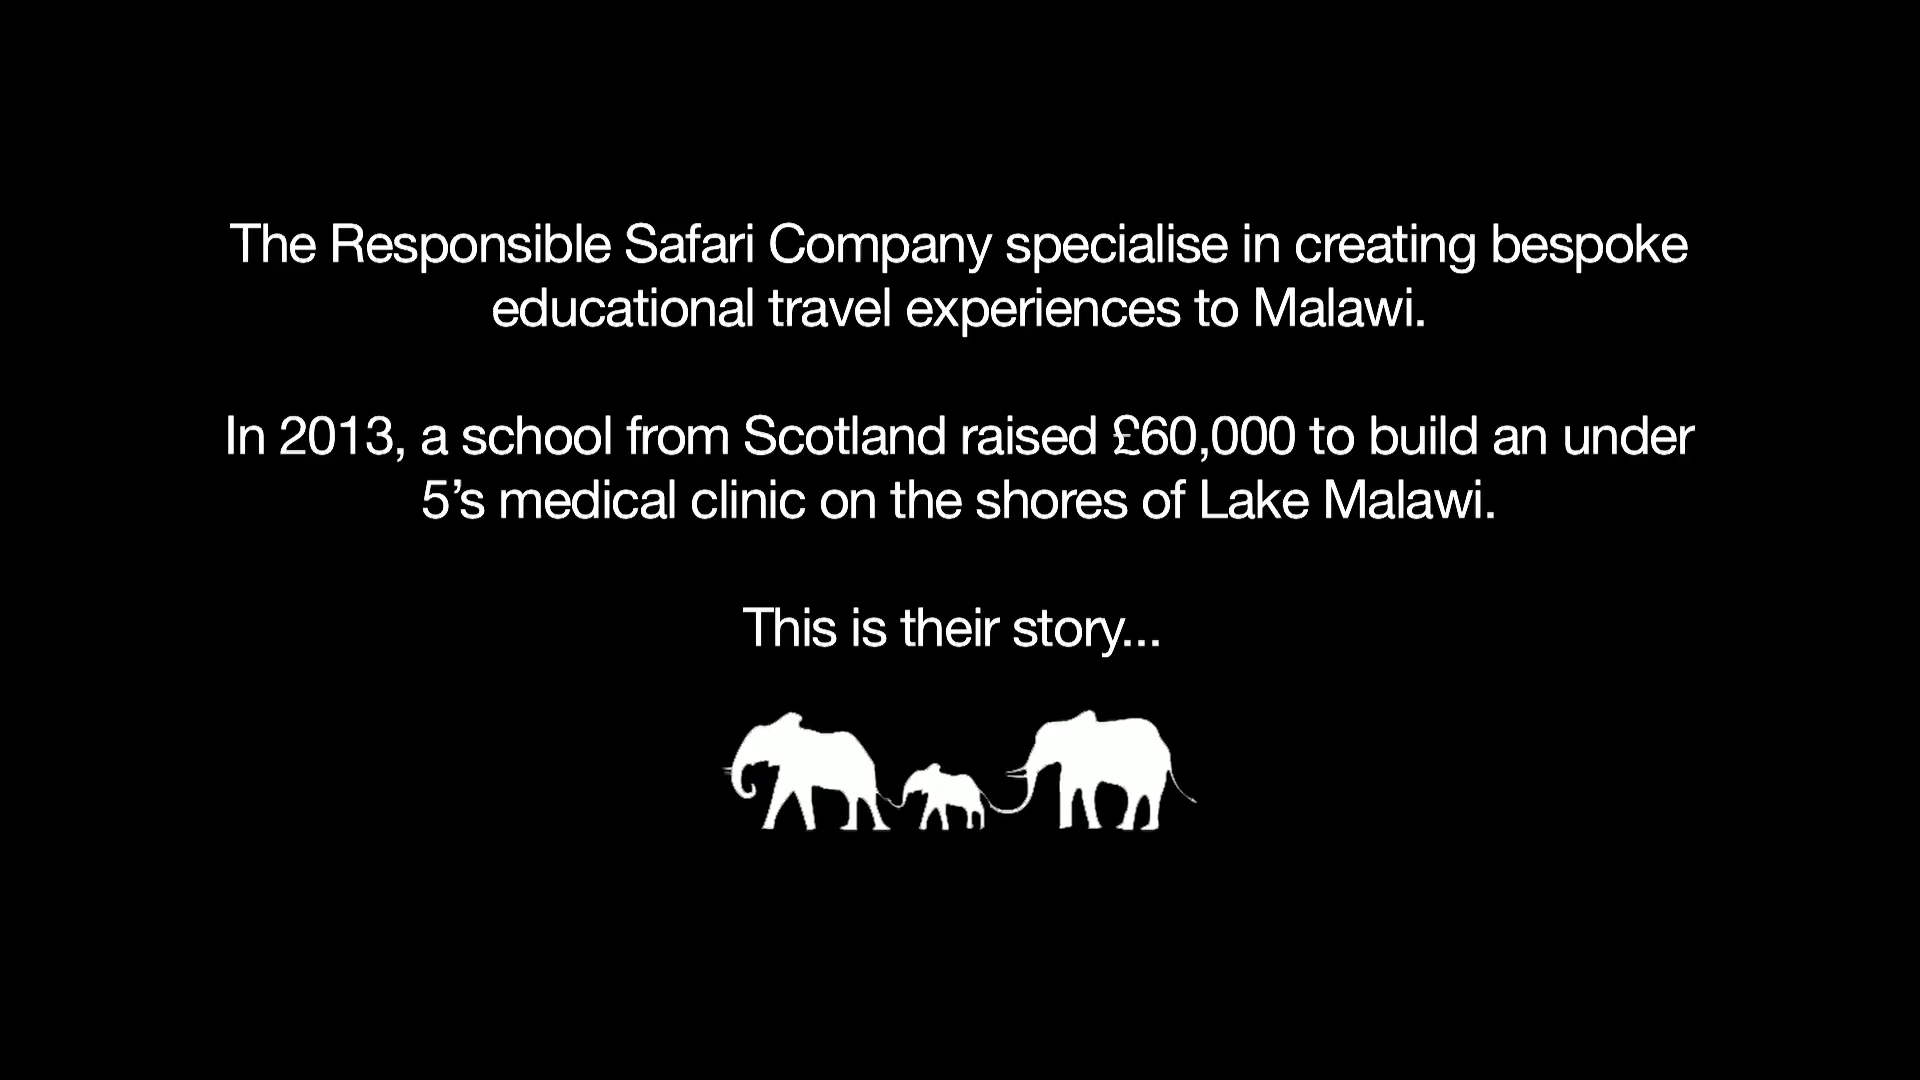 The Responsible Safari Company specialise in creating bespoke
educational travel experiences to Malawi.
In 2013, a school from Scotland raised £60,000 to build an under
5’s medical clinic on the shores of Lake Malawi.
This is their story...